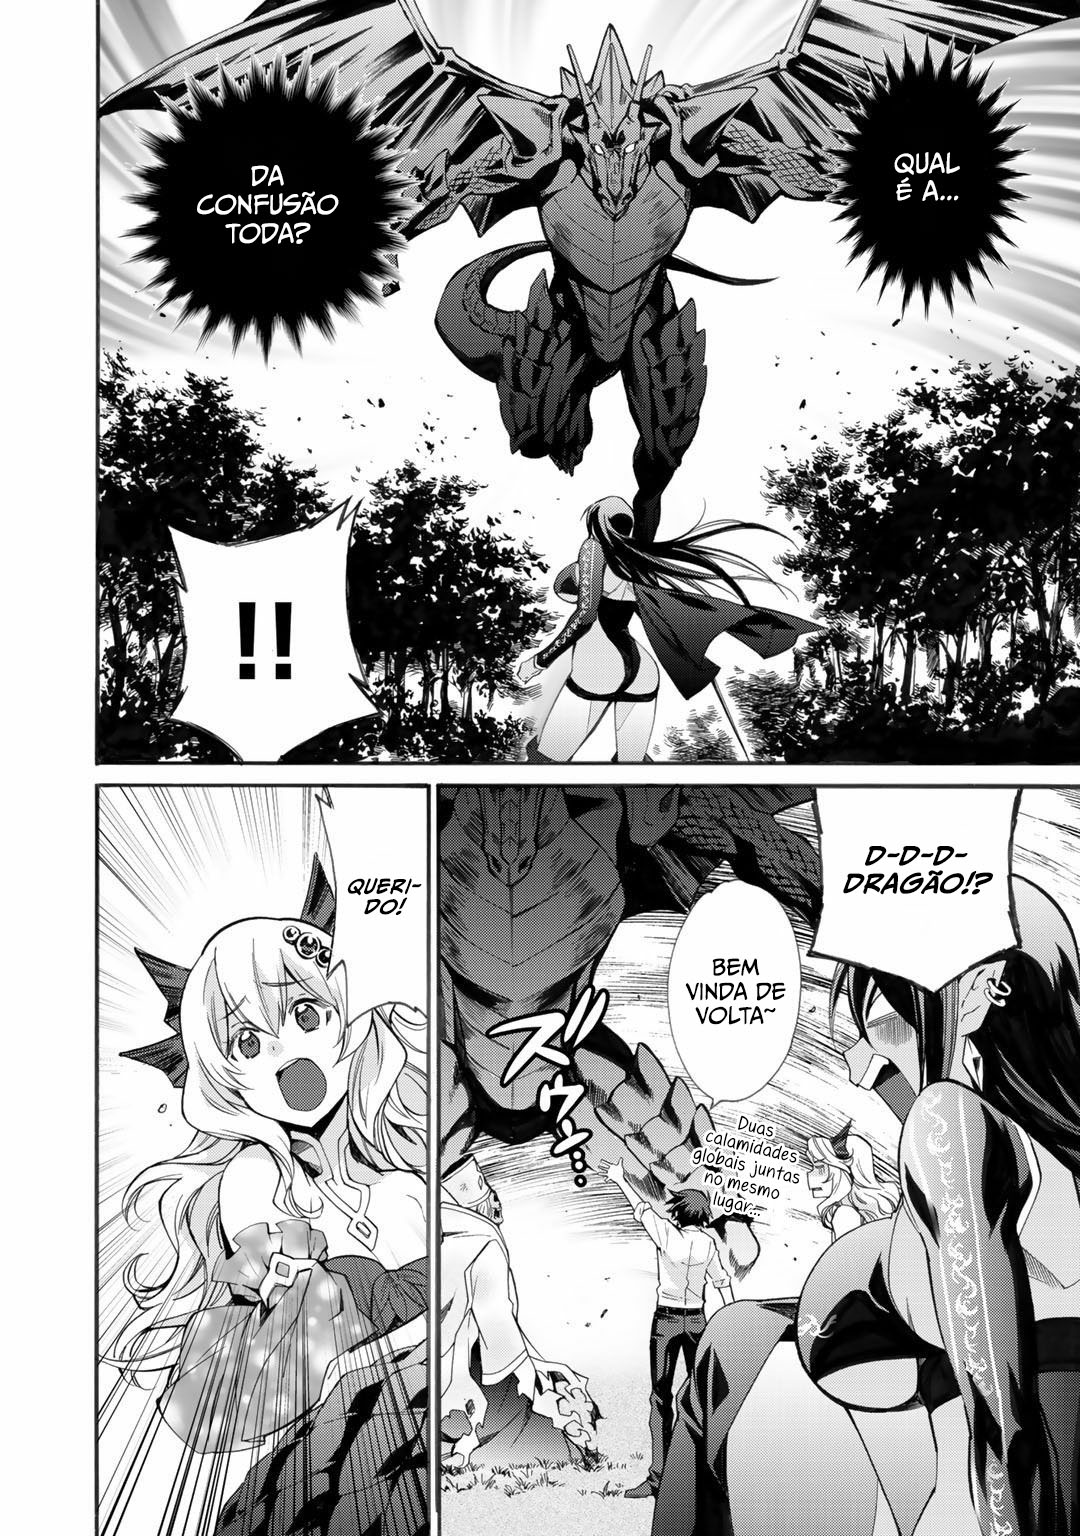 QUAL
É A...
DA
CONFUSÃO
TODA?
!!
D-D-D-
DRAGÃO!?
BEM
VINDA DE
VOLTA~
Duas
calamidades
globais juntas
no mesmo
lugar...
ズゥー...
QUERI-
DO!